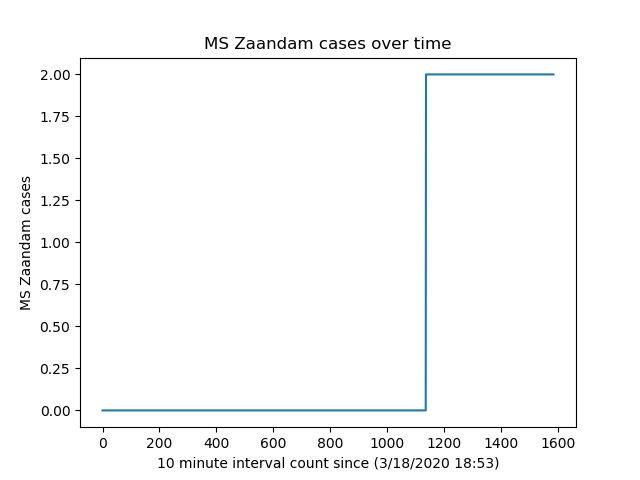 MS Zaandam cases over time
2.00
1.75
1.50
1.25
1.00
0.75
0.50
0.25
0.00
MS Zaandam cases
0 200 400 600 800 1000 1200 1400 1600
10 minute interval count since (3/18/2020 18:53)